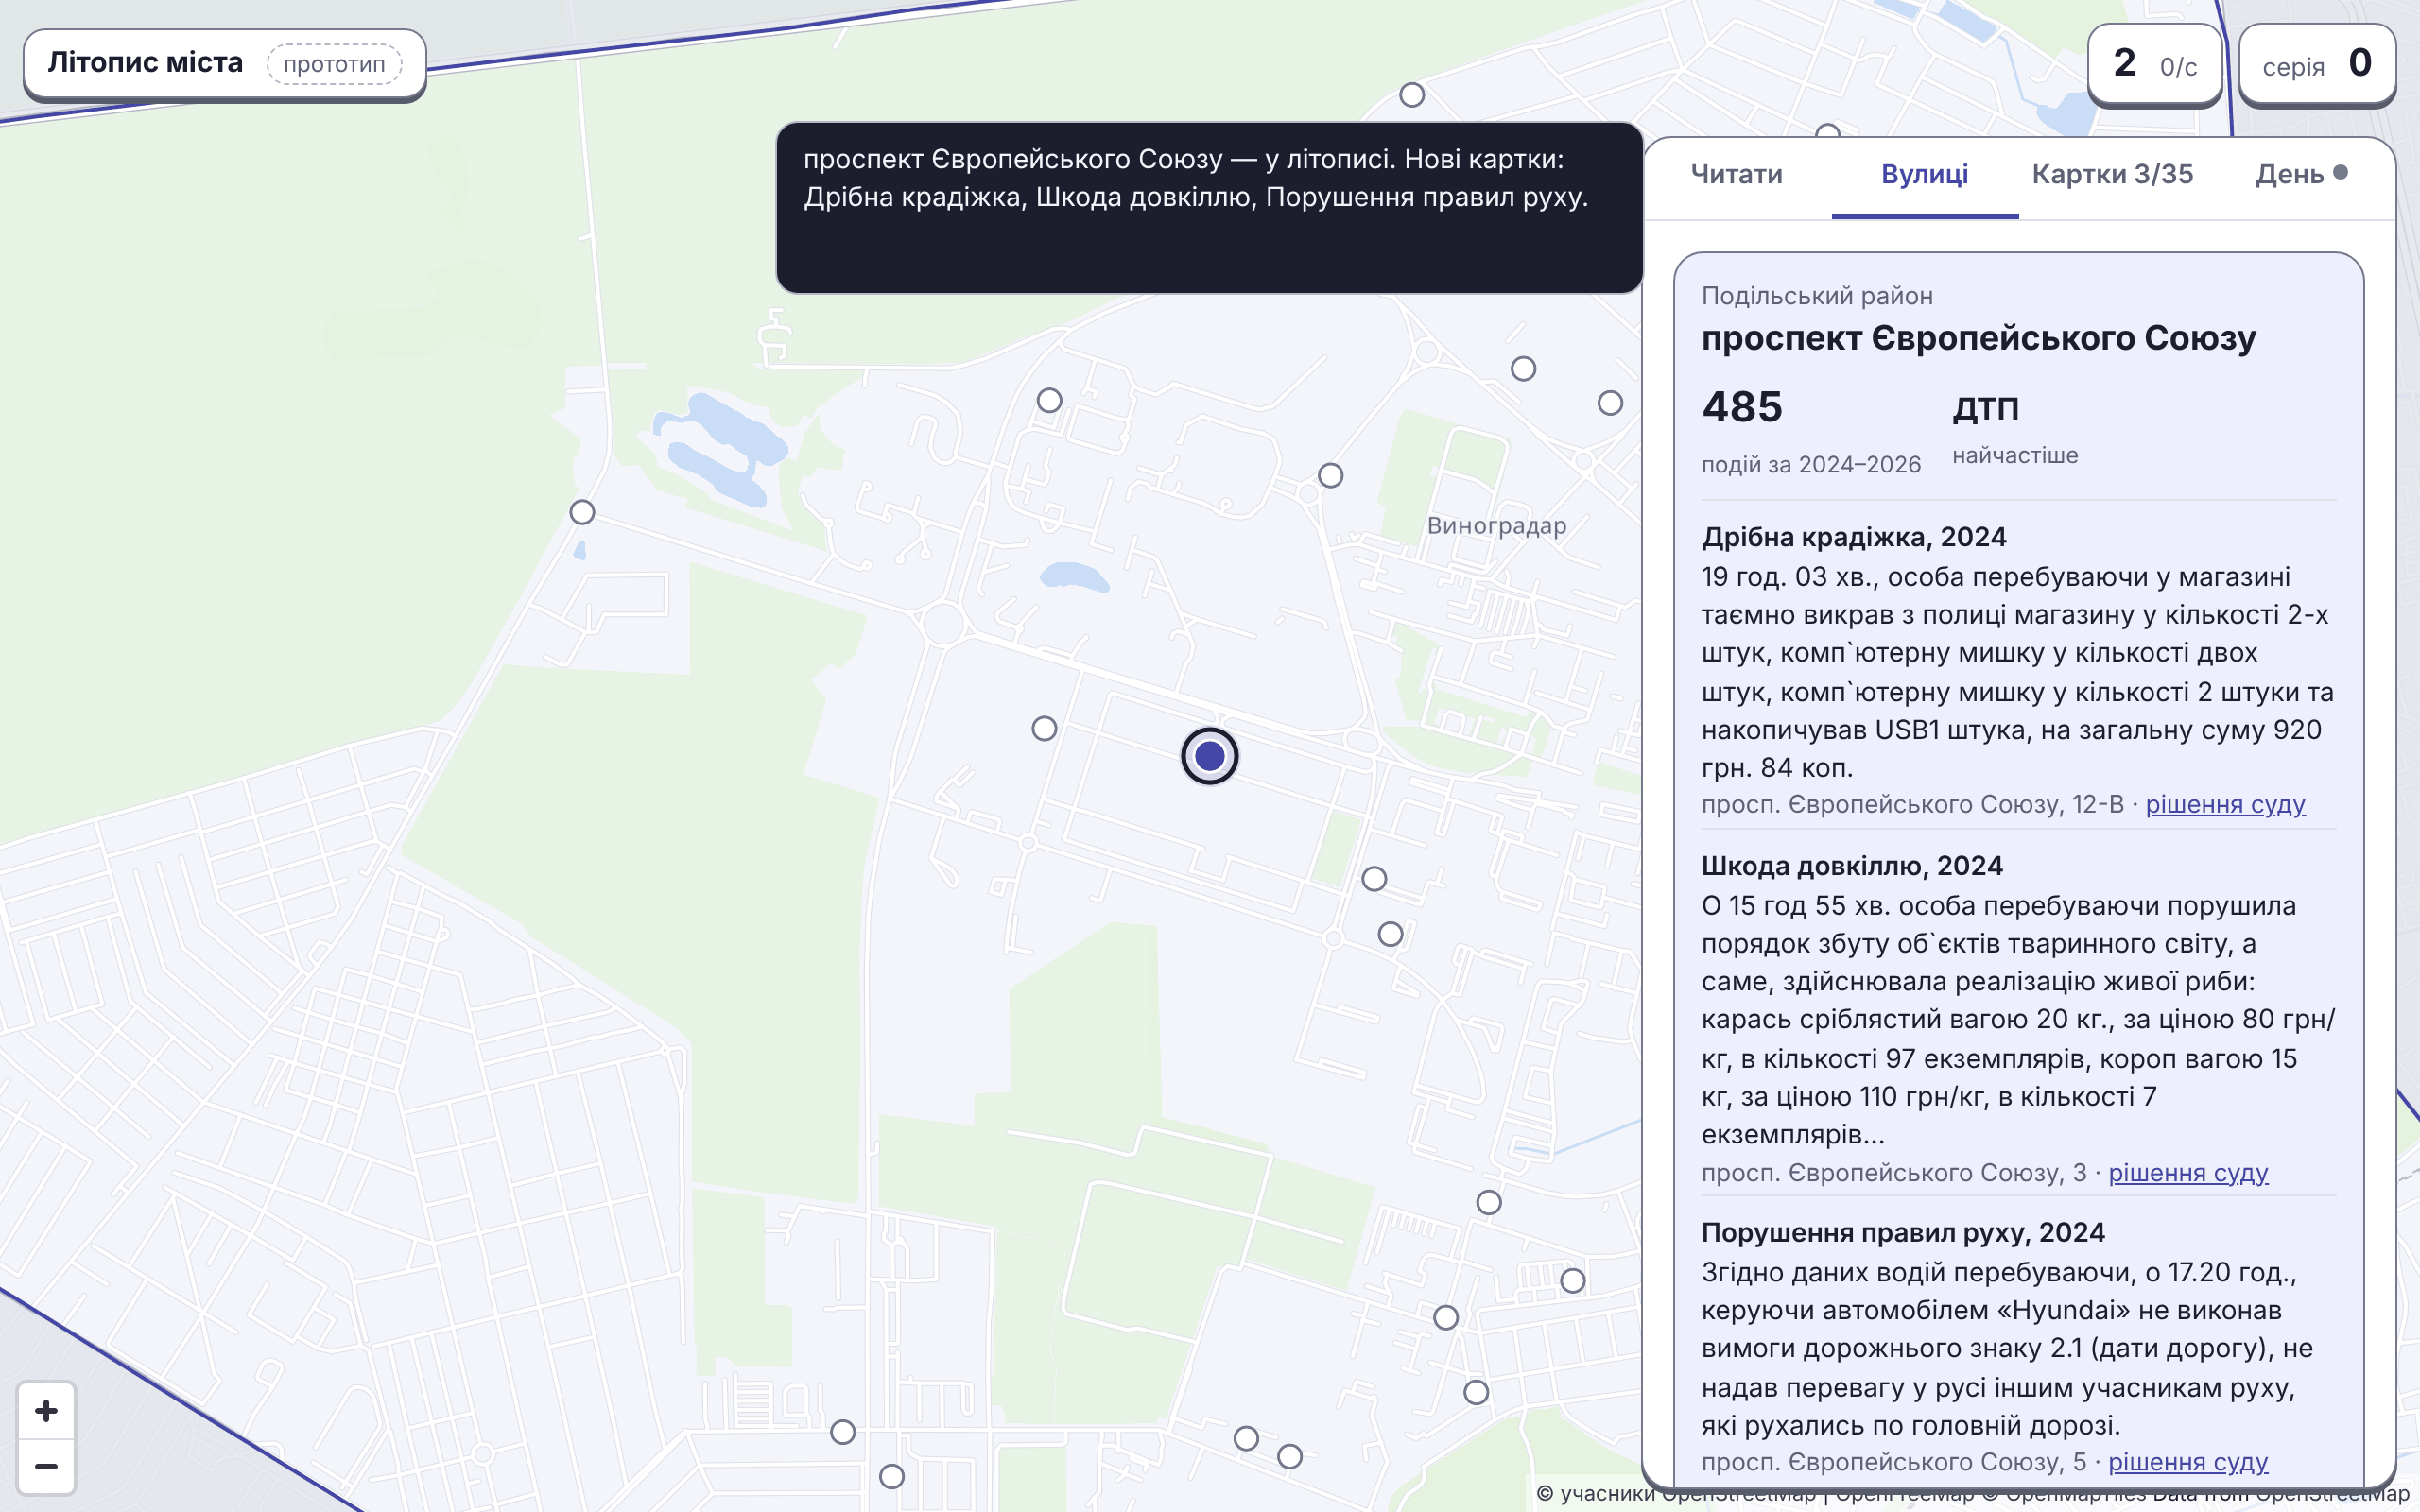 Літопис міста
прототип
2 0/с
серія 0
проспект Європейського Союзу — у літописі. Нові картки:
Дрібна крадіжка, Шкода довкіллю, Порушення правил руху.
Читати
Вулиці
Картки 3/35
День
Виноградар
Подільський район
проспект Європейського Союзу
485
подій за 2024–2026
ДТП
найчастіше
Дрібна крадіжка, 2024
19 год. 03 хв., особа перебуваючи у магазині
таємно викрав з полиці магазину у кількості 2-х
штук, комп`ютерну мишку у кількості двох
штук, комп`ютерну мишку у кількості 2 штуки та
накопичував USB1 штука, на загальну суму 920
грн. 84 коп.
просп. Європейського Союзу, 12-В · рішення суду
Шкода довкіллю, 2024
О 15 год 55 хв. особа перебуваючи порушила
порядок збуту об`єктів тваринного світу, а
саме, здійснювала реалізацію живої риби:
карась сріблястий вагою 20 кг., за ціною 80 грн/
кг, в кількості 97 екземплярів, короп вагою 15
кг, за ціною 110 грн/кг, в кількості 7
екземплярів...
просп. Європейського Союзу, 3 · рішення суду
Порушення правил руху, 2024
Згідно даних водій перебуваючи, о 17.20 год.,
керуючи автомобілем «Hyundai» не виконав
вимоги дорожнього знаку 2.1 (дати дорогу), не
надав перевагу у русі іншим учасникам руху,
які рухались по головній дорозі.
просп. Європейського Союзу, 5 · рішення суду
+
−
© учасники OpenStreetMap | OpenFreeMap © OpenMapTiles Data from OpenStreetMap